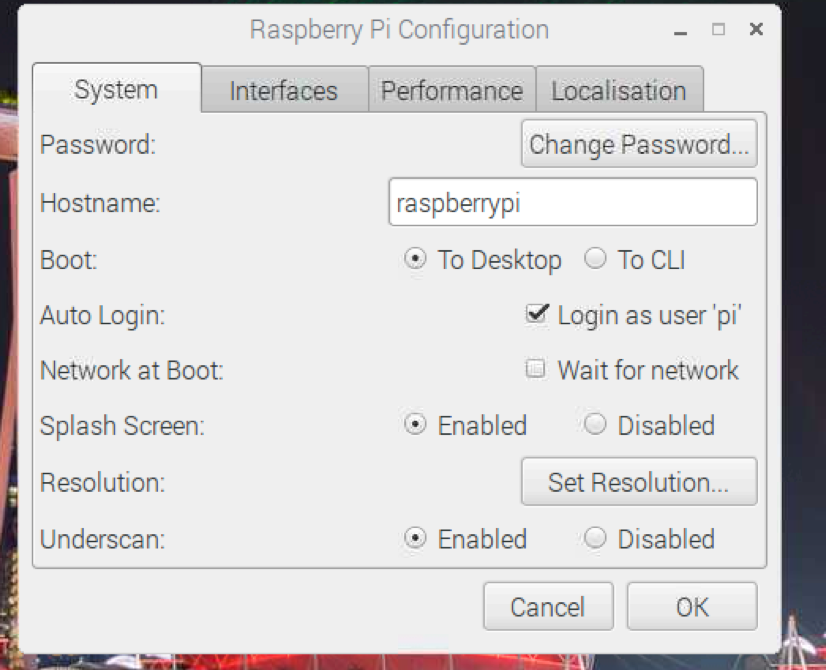 Raspberry Pi Configuration
System Interfaces Performance Localisation
Password: Change Password...
Hostname: raspberrypi
Boot: To Desktop To CLI
Auto Login: Login as user 'pi'
Network at Boot: Wait for network
Splash Screen: Enabled Disabled
Resolution: Set Resolution...
Underscan: Enabled Disabled
Cancel OK